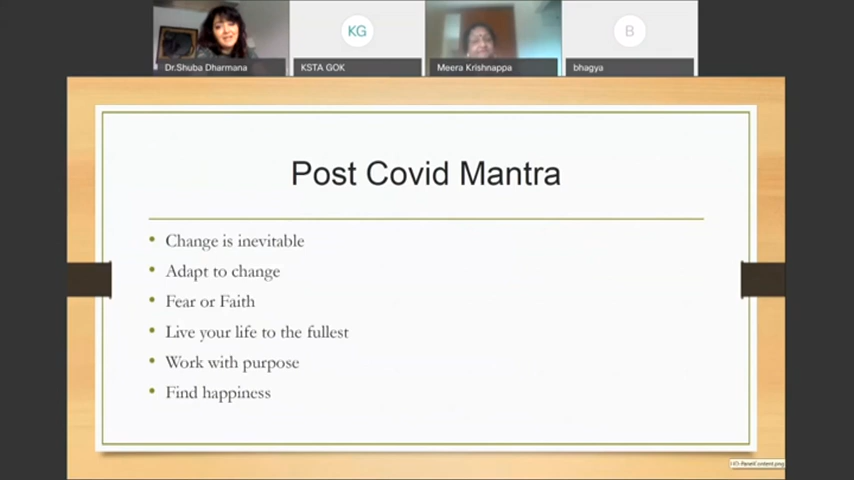 KG
B
Dr.Shuba Dharmana
KSTA GOK
Meera Krishnappa
bhagya
Post Covid Mantra
• Change is inevitable
• Adapt to change
• Fear or Faith
• Live your life to the fullest
• Work with purpose
• Find happiness